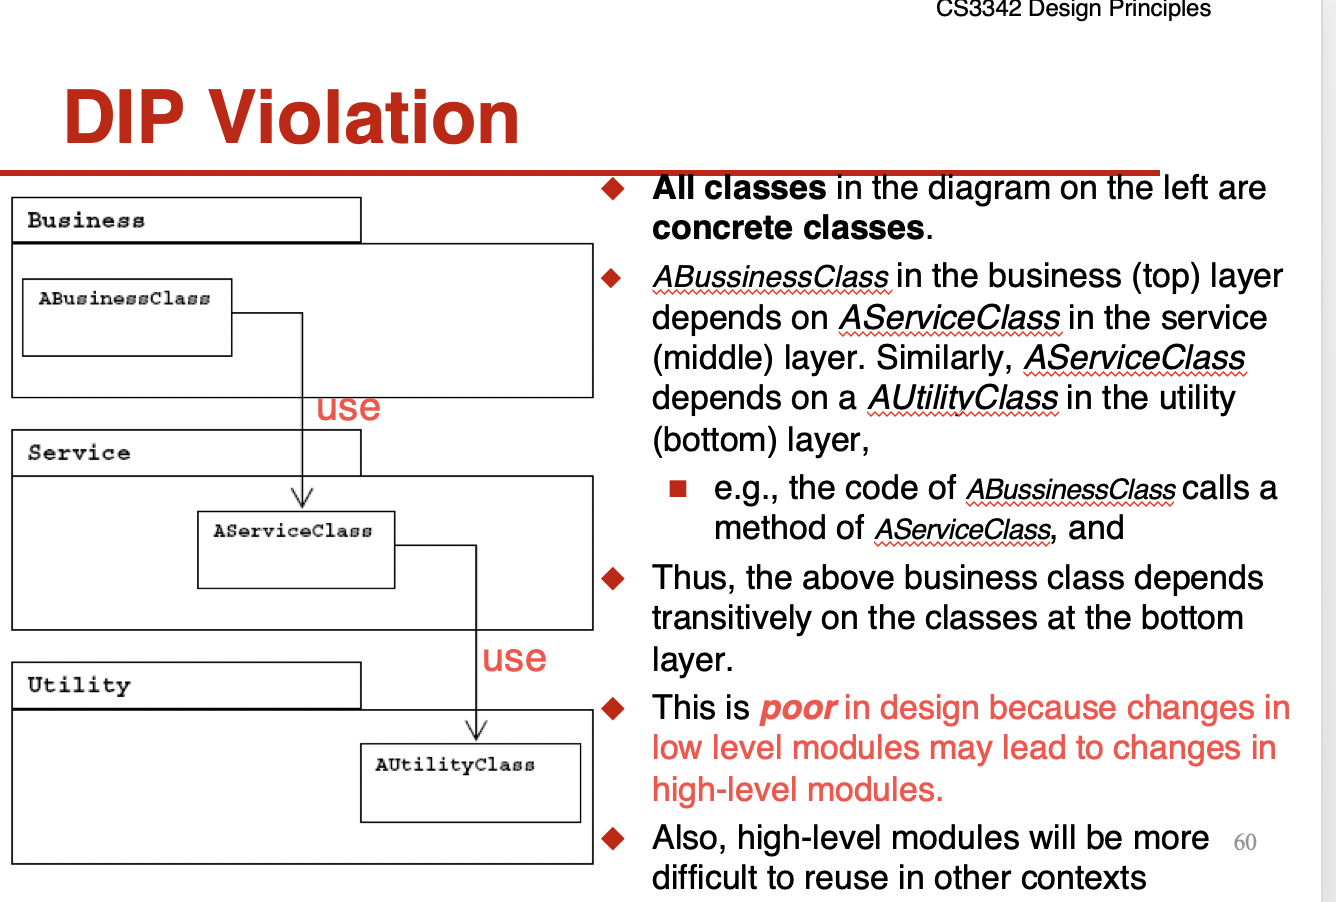 CS3342 Design Principles
DIP Violation
Business
ABusinessClass
use
Service
AServiceClass
use
Utility
AUtilityClass
All classes in the diagram on the left are
concrete classes.
ABussinessClass in the business (top) layer
depends on AServiceClass in the service
(middle) layer. Similarly, AServiceClass
depends on a AUtilityClass in the utility
(bottom) layer,
e.g., the code of ABussinessClass calls a
method of AServiceClass, and
Thus, the above business class depends
transitively on the classes at the bottom
layer.
This is poor in design because changes in
low level modules may lead to changes in
high-level modules.
Also, high-level modules will be more
difficult to reuse in other contexts
60